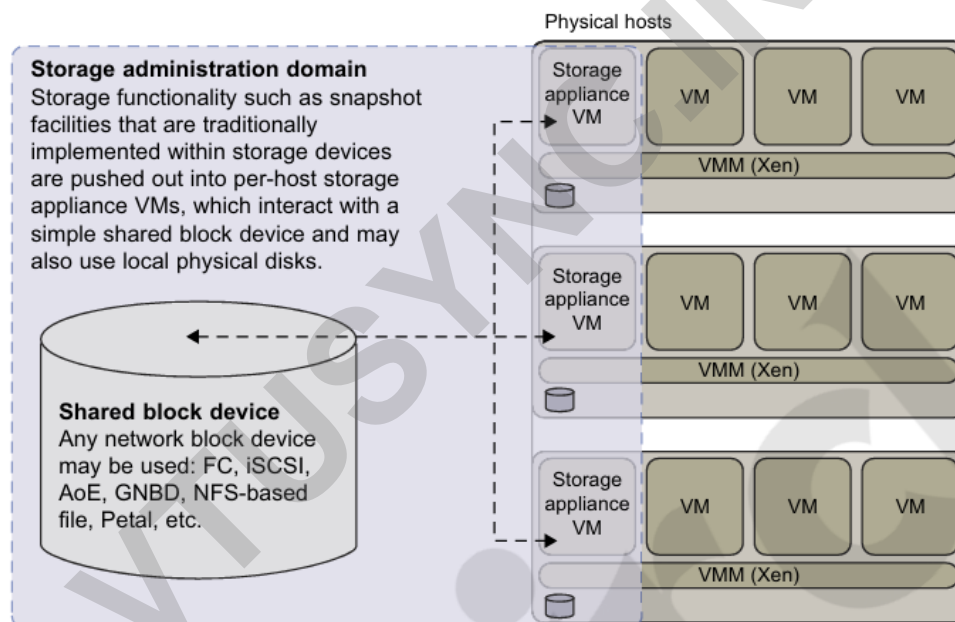 Physical hosts
Storage administration domain
Storage functionality such as snapshot
facilities that are traditionally
implemented within storage devices
are pushed out into per-host storage
appliance VMs, which interact with a
simple shared block device and may
also use local physical disks.
Shared block device
Any network block device
may be used: FC, iSCSI,
AoE, GNBD, NFS-based
file, Petal, etc.
Storage
appliance
VM
VM
VM
VM
VMM (Xen)
Storage
appliance
VM
VM
VM
VM
VMM (Xen)
Storage
appliance
VM
VM
VM
VM
VMM (Xen)
VTUSYNC.IN